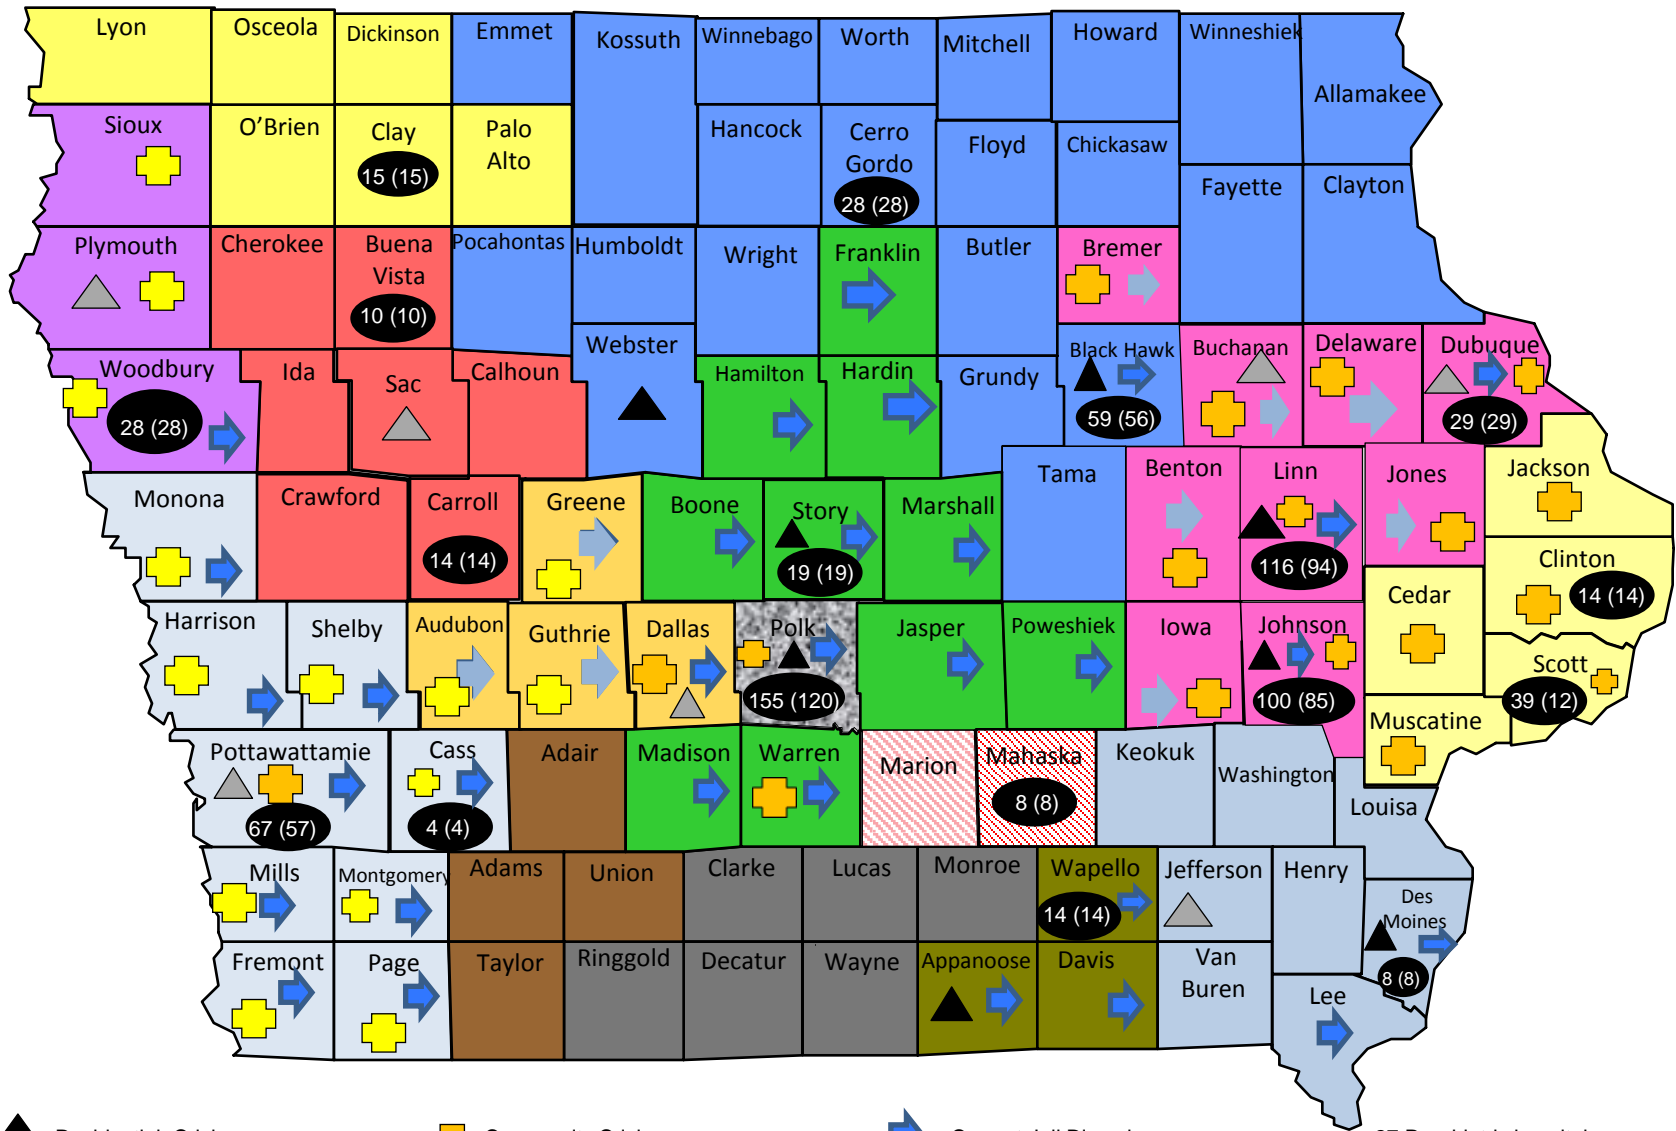 Lyon
Osceola
Dickinson
Emmet
Kossuth
Winnebago
Worth
Mitchell
Howard
Winneshiek
Allamakee
Sioux
O'Brien
Clay
15 (15)
Palo
Alto
Hancock
Cerro
Gordo
28 (28)
Floyd
Chickasaw
Fayette
Clayton
Plymouth
Cherokee
Buena
Vista
10 (10)
Pocahontas
Humboldt
Wright
Franklin
Butler
Bremer
Woodbury
28 (28)
Ida
Sac
Calhoun
Webster
Hamilton
Hardin
Grundy
Black Hawk
59 (56)
Buchanan
Delaware
Dubuque
29 (29)
Monona
Crawford
Carroll
14 (14)
Greene
Boone
Story
19 (19)
Marshall
Tama
Benton
Linn
116 (94)
Jones
Jackson
Clinton
14 (14)
Harrison
Shelby
Audubon
Guthrie
Dallas
Polk
155 (120)
Jasper
Poweshiek
Iowa
Johnson
100 (85)
Cedar
Scott
39 (12)
Muscatine
Pottawattamie
67 (57)
Cass
4 (4)
Adair
Madison
Warren
Marion
Mahaska
8 (8)
Keokuk
Washington
Louisa
Mills
Montgomery
Adams
Union
Clarke
Lucas
Monroe
Wapello
14 (14)
Jefferson
Henry
Des
Moines
8 (8)
Fremont
Page
Taylor
Ringgold
Decatur
Wayne
Appanoose
Davis
Van
Buren
Lee